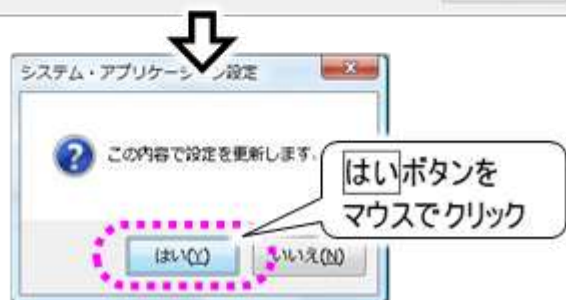 システム・アプリケーション設定
この内容で設定を更新します。
はいボタンを
マウスでクリック
はい(Y)
いいえ(N)